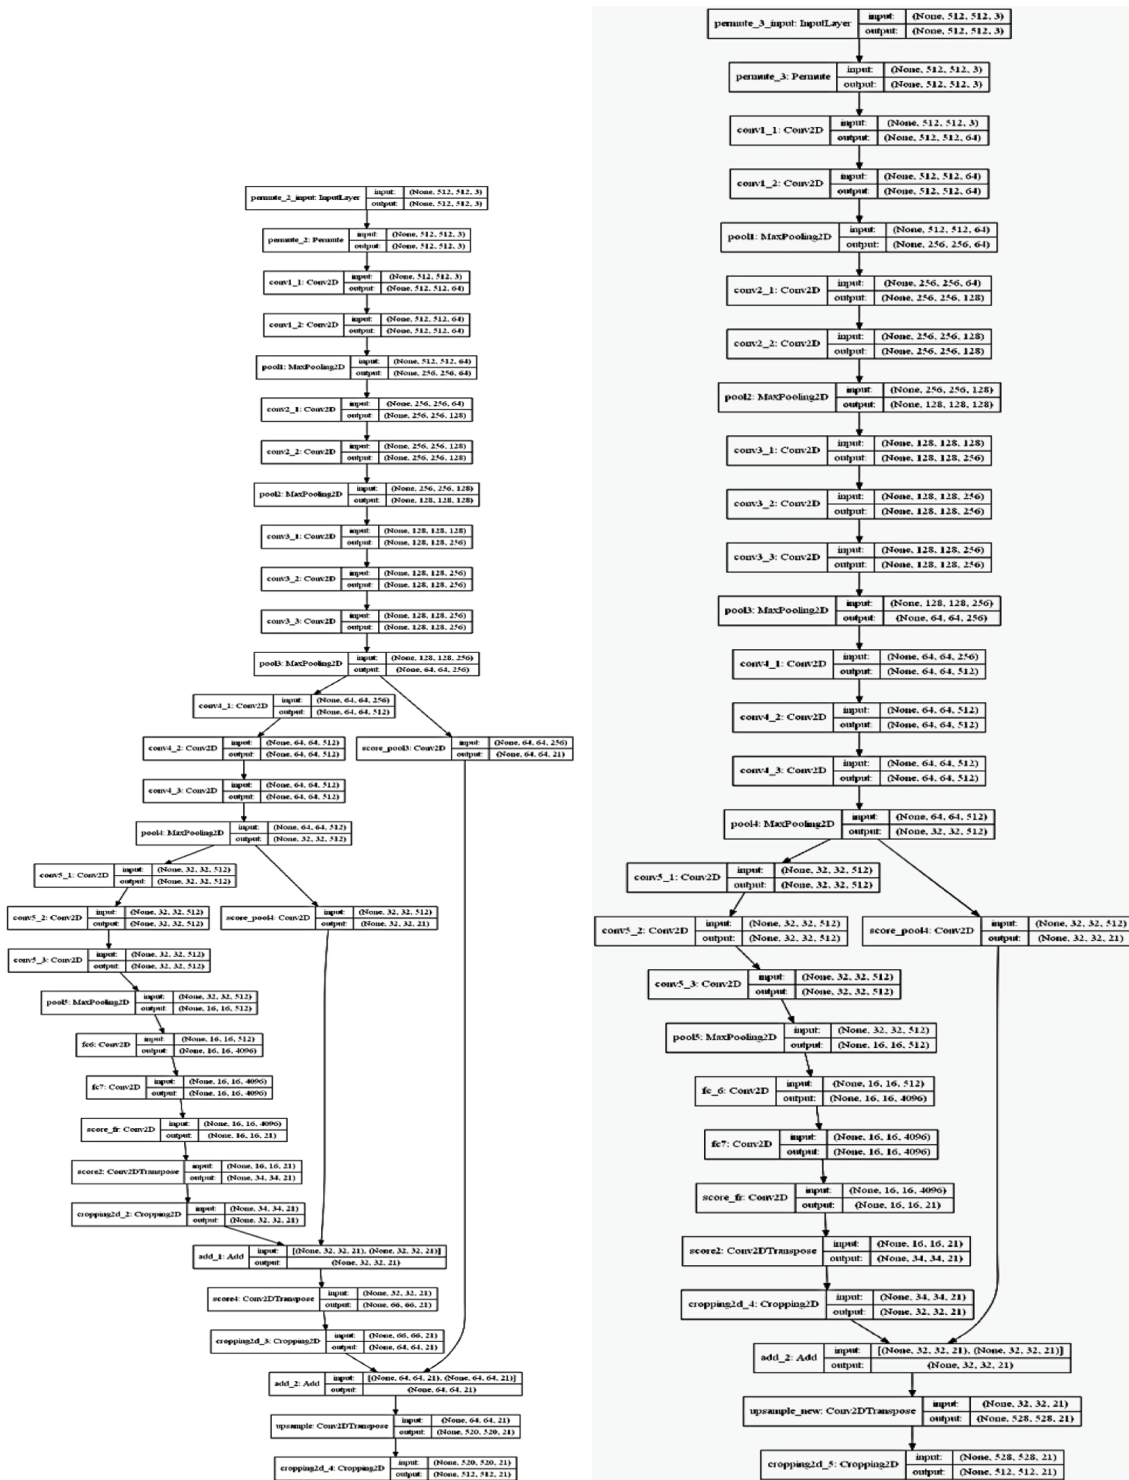 permute_2_input: InputLayer
input: (None, 512, 512, 3)
output: (None, 512, 512, 3)
permute_2: Permute
input: (None, 512, 512, 3)
output: (None, 512, 512, 3)
conv1_1: Conv2D
input: (None, 512, 512, 3)
output: (None, 512, 512, 64)
conv1_2: Conv2D
input: (None, 512, 512, 64)
output: (None, 512, 512, 64)
pool1: MaxPooling2D
input: (None, 512, 512, 64)
output: (None, 256, 256, 64)
conv2_1: Conv2D
input: (None, 256, 256, 64)
output: (None, 256, 256, 128)
conv2_2: Conv2D
input: (None, 256, 256, 128)
output: (None, 256, 256, 128)
pool2: MaxPooling2D
input: (None, 256, 256, 128)
output: (None, 128, 128, 128)
conv3_1: Conv2D
input: (None, 128, 128, 128)
output: (None, 128, 128, 256)
conv3_2: Conv2D
input: (None, 128, 128, 256)
output: (None, 128, 128, 256)
conv3_3: Conv2D
input: (None, 128, 128, 256)
output: (None, 128, 128, 256)
pool3: MaxPooling2D
input: (None, 128, 128, 256)
output: (None, 64, 64, 256)
conv4_1: Conv2D
input: (None, 64, 64, 256)
output: (None, 64, 64, 512)
conv4_2: Conv2D
input: (None, 64, 64, 512)
output: (None, 64, 64, 512)
score_pool3: Conv2D
input: (None, 64, 64, 256)
output: (None, 64, 64, 21)
conv4_3: Conv2D
input: (None, 64, 64, 512)
output: (None, 64, 64, 512)
pool4: MaxPooling2D
input: (None, 64, 64, 512)
output: (None, 32, 32, 512)
conv5_1: Conv2D
input: (None, 32, 32, 512)
output: (None, 32, 32, 512)
conv5_2: Conv2D
input: (None, 32, 32, 512)
output: (None, 32, 32, 512)
score_pool4: Conv2D
input: (None, 32, 32, 512)
output: (None, 32, 32, 21)
conv5_3: Conv2D
input: (None, 32, 32, 512)
output: (None, 32, 32, 512)
pool5: MaxPooling2D
input: (None, 32, 32, 512)
output: (None, 16, 16, 512)
fc6: Conv2D
input: (None, 16, 16, 512)
output: (None, 16, 16, 4096)
fc7: Conv2D
input: (None, 16, 16, 4096)
output: (None, 16, 16, 4096)
score_fr: Conv2D
input: (None, 16, 16, 4096)
output: (None, 16, 16, 21)
score2: Conv2DTranspose
input: (None, 16, 16, 21)
output: (None, 34, 34, 21)
cropping2d_2: Cropping2D
input: (None, 34, 34, 21)
output: (None, 32, 32, 21)
add_1: Add
input: [(None, 32, 32, 21), (None, 32, 32, 21)]
output: (None, 32, 32, 21)
score4: Conv2DTranspose
input: (None, 32, 32, 21)
output: (None, 66, 66, 21)
cropping2d_3: Cropping2D
input: (None, 66, 66, 21)
output: (None, 64, 64, 21)
add_2: Add
input: [(None, 64, 64, 21), (None, 64, 64, 21)]
output: (None, 64, 64, 21)
upsample: Conv2DTranspose
input: (None, 64, 64, 21)
output: (None, 520, 520, 21)
cropping2d_4: Cropping2D
input: (None, 520, 520, 21)
output: (None, 512, 512, 21)
permute_3_input: InputLayer
input: (None, 512, 512, 3)
output: (None, 512, 512, 3)
permute_3: Permute
input: (None, 512, 512, 3)
output: (None, 512, 512, 3)
conv1_1: Conv2D
input: (None, 512, 512, 3)
output: (None, 512, 512, 64)
conv1_2: Conv2D
input: (None, 512, 512, 64)
output: (None, 512, 512, 64)
pool1: MaxPooling2D
input: (None, 512, 512, 64)
output: (None, 256, 256, 64)
conv2_1: Conv2D
input: (None, 256, 256, 64)
output: (None, 256, 256, 128)
conv2_2: Conv2D
input: (None, 256, 256, 128)
output: (None, 256, 256, 128)
pool2: MaxPooling2D
input: (None, 256, 256, 128)
output: (None, 128, 128, 128)
conv3_1: Conv2D
input: (None, 128, 128, 128)
output: (None, 128, 128, 256)
conv3_2: Conv2D
input: (None, 128, 128, 256)
output: (None, 128, 128, 256)
conv3_3: Conv2D
input: (None, 128, 128, 256)
output: (None, 128, 128, 256)
pool3: MaxPooling2D
input: (None, 128, 128, 256)
output: (None, 64, 64, 256)
conv4_1: Conv2D
input: (None, 64, 64, 256)
output: (None, 64, 64, 512)
conv4_2: Conv2D
input: (None, 64, 64, 512)
output: (None, 64, 64, 512)
conv4_3: Conv2D
input: (None, 64, 64, 512)
output: (None, 64, 64, 512)
pool4: MaxPooling2D
input: (None, 64, 64, 512)
output: (None, 32, 32, 512)
conv5_1: Conv2D
input: (None, 32, 32, 512)
output: (None, 32, 32, 512)
conv5_2: Conv2D
input: (None, 32, 32, 512)
output: (None, 32, 32, 512)
score_pool4: Conv2D
input: (None, 32, 32, 512)
output: (None, 32, 32, 21)
conv5_3: Conv2D
input: (None, 32, 32, 512)
output: (None, 32, 32, 512)
pool5: MaxPooling2D
input: (None, 32, 32, 512)
output: (None, 16, 16, 512)
fc_6: Conv2D
input: (None, 16, 16, 512)
output: (None, 16, 16, 4096)
fc7: Conv2D
input: (None, 16, 16, 4096)
output: (None, 16, 16, 4096)
score_fr: Conv2D
input: (None, 16, 16, 4096)
output: (None, 16, 16, 21)
score2: Conv2DTranspose
input: (None, 16, 16, 21)
output: (None, 34, 34, 21)
cropping2d_4: Cropping2D
input: (None, 34, 34, 21)
output: (None, 32, 32, 21)
add_2: Add
input: [(None, 32, 32, 21), (None, 32, 32, 21)]
output: (None, 32, 32, 21)
upsample_new: Conv2DTranspose
input: (None, 32, 32, 21)
output: (None, 528, 528, 21)
cropping2d_5: Cropping2D
input: (None, 528, 528, 21)
output: (None, 512, 512, 21)